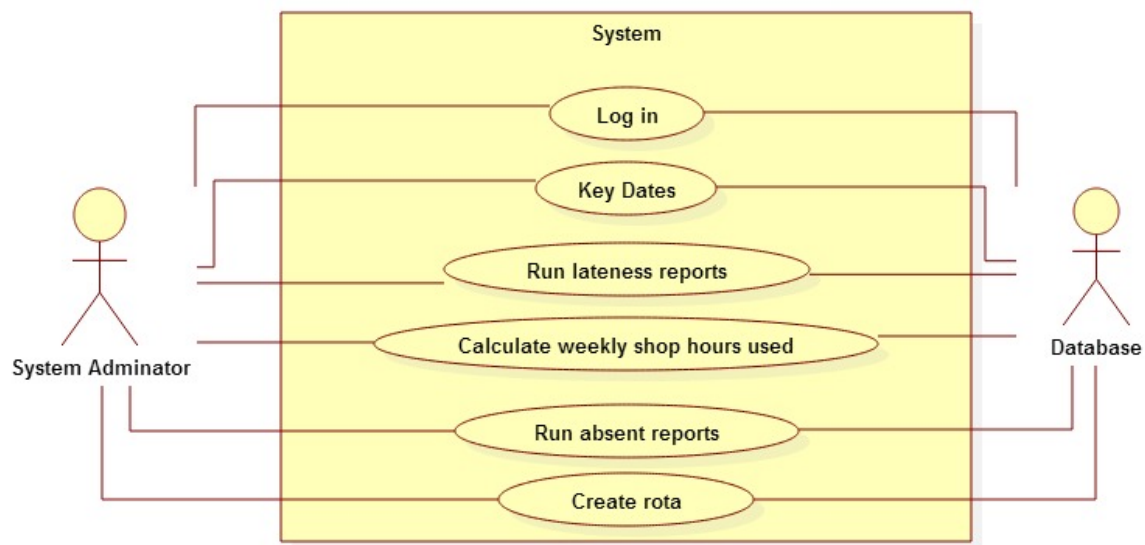 System
Log in
Key Dates
Run lateness reports
Calculate weekly shop hours used
System Adminator
Database
Run absent reports
Create rota